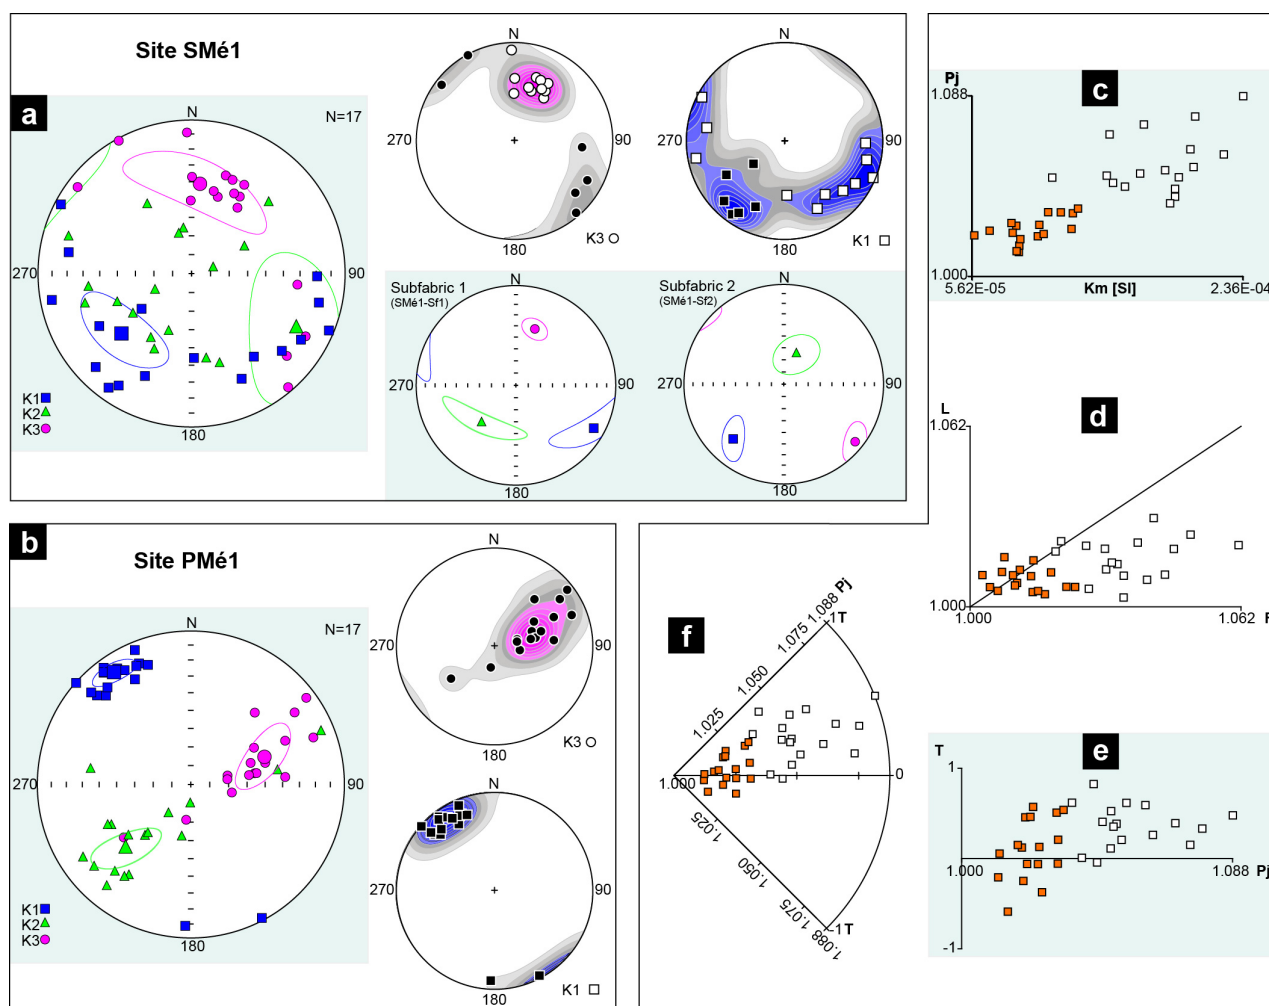 Site SMé1
a
N
N=17
270
90
180
K1
K2
K3
N
270
90
180
K3
N
270
90
180
K1
Subfabric 1
(SMé1-Sf1)
N
270
90
180
Subfabric 2
(SMé1-Sf2)
N
270
90
180
b
Site PMé1
N
N=17
270
90
180
K1
K2
K3
N
270
90
180
K3
N
270
90
180
K1
c
Pj
1.088
1.000
5.62E-05
Km [SI]
2.36E-04
d
L
1.062
1.000
1.000
1.062
e
T
1
-1
1.000
1.088
Pj
f
1.000
1.025
1.050
1.075
1.088
Pj
1T
0
1.025
1.050
1.075
1.088
-1T